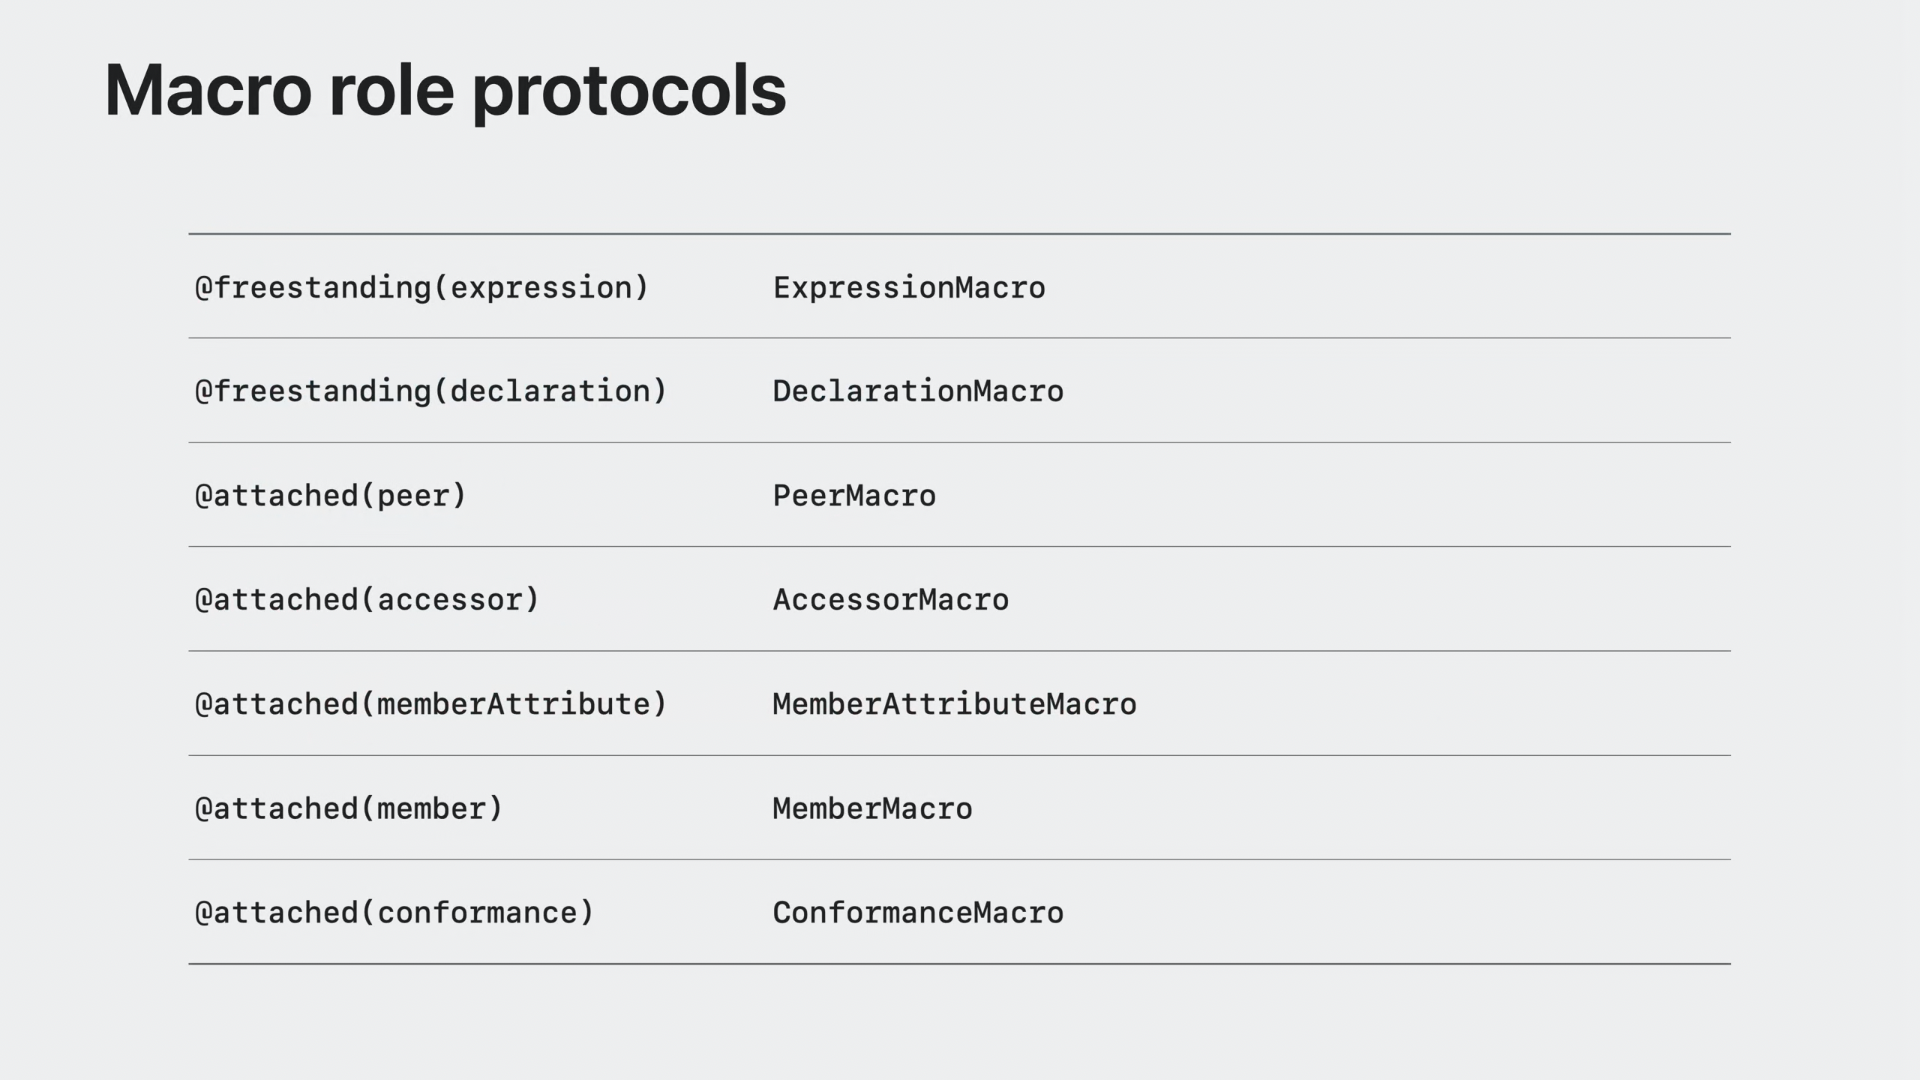 Macro role protocols
@freestanding(expression) ExpressionMacro
@freestanding(declaration) DeclarationMacro
@attached(peer) PeerMacro
@attached(accessor) AccessorMacro
@attached(memberAttribute) MemberAttributeMacro
@attached(member) MemberMacro
@attached(conformance) ConformanceMacro